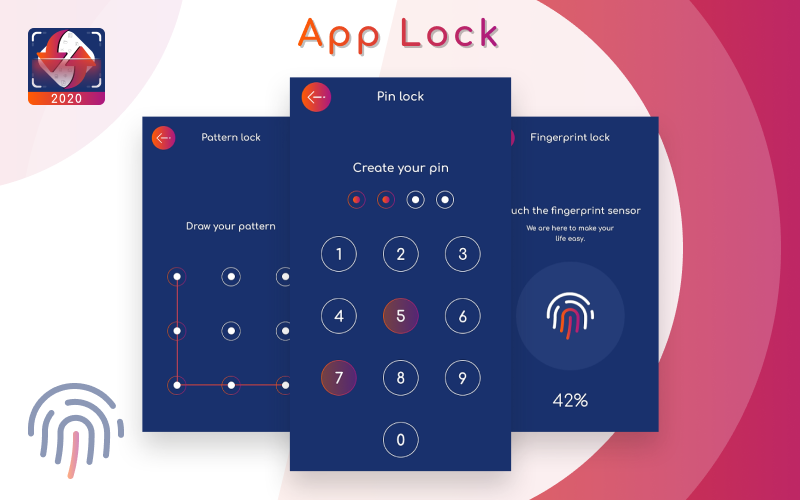 App Lock
2020
Pattern lock
Draw your pattern
Pin lock
Create your pin
1 2 3
4 5 6
7 8 9
0
Fingerprint lock
uch the fingerprint sensor
We are here to make your
life easy.
42%